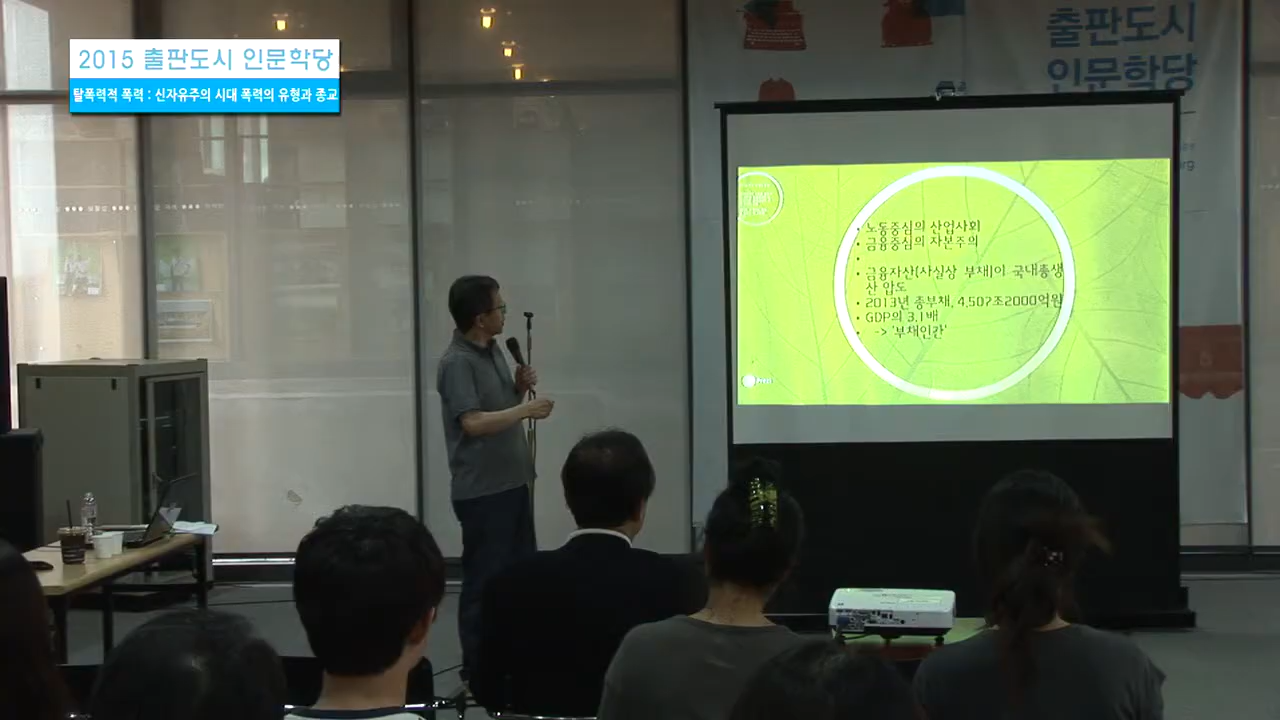 2015 출판도시 인문학당
탈폭력적 폭력 : 신자유주의 시대 폭력의 유형과 종교
출판도시
인문학당
노동중심의 산업사회
금융중심의 자본주의
금융자산[사실상 부채]이 국내총생
산 압도
2013년 총부채, 4,507조2000억원
GDP의 3.1배
-> '부채인간'
Prezi